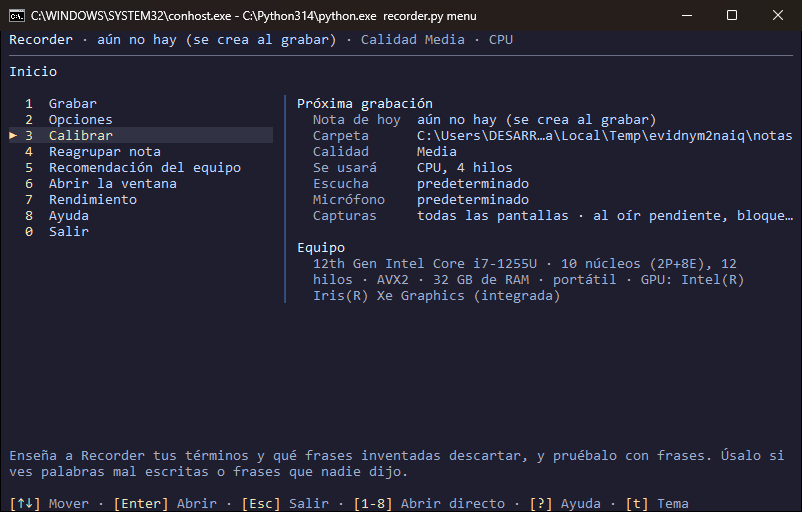 C:\WINDOWS\SYSTEM32\conhost.exe - C:\Python314\python.exe recorder.py menu
Recorder · aún no hay (se crea al grabar) · Calidad Media · CPU
Inicio
1 Grabar
2 Opciones
► 3 Calibrar
4 Reagrupar nota
5 Recomendación del equipo
6 Abrir la ventana
7 Rendimiento
8 Ayuda
0 Salir
Próxima grabación
Nota de hoy aún no hay (se crea al grabar)
Carpeta C:\Users\DESARR…a\Local\Temp\evidnym2naiq\notas
Calidad Media
Se usará CPU, 4 hilos
Escucha predeterminado
Micrófono predeterminado
Capturas todas las pantallas · al oír pendiente, bloque…
Equipo
12th Gen Intel Core i7-1255U · 10 núcleos (2P+8E), 12
hilos · AVX2 · 32 GB de RAM · portátil · GPU: Intel(R)
Iris(R) Xe Graphics (integrada)
Enseña a Recorder tus términos y qué frases inventadas descartar, y pruébalo con frases. Úsalo si
ves palabras mal escritas o frases que nadie dijo.
[↑↓] Mover · [Enter] Abrir · [Esc] Salir · [1-8] Abrir directo · [?] Ayuda · [t] Tema